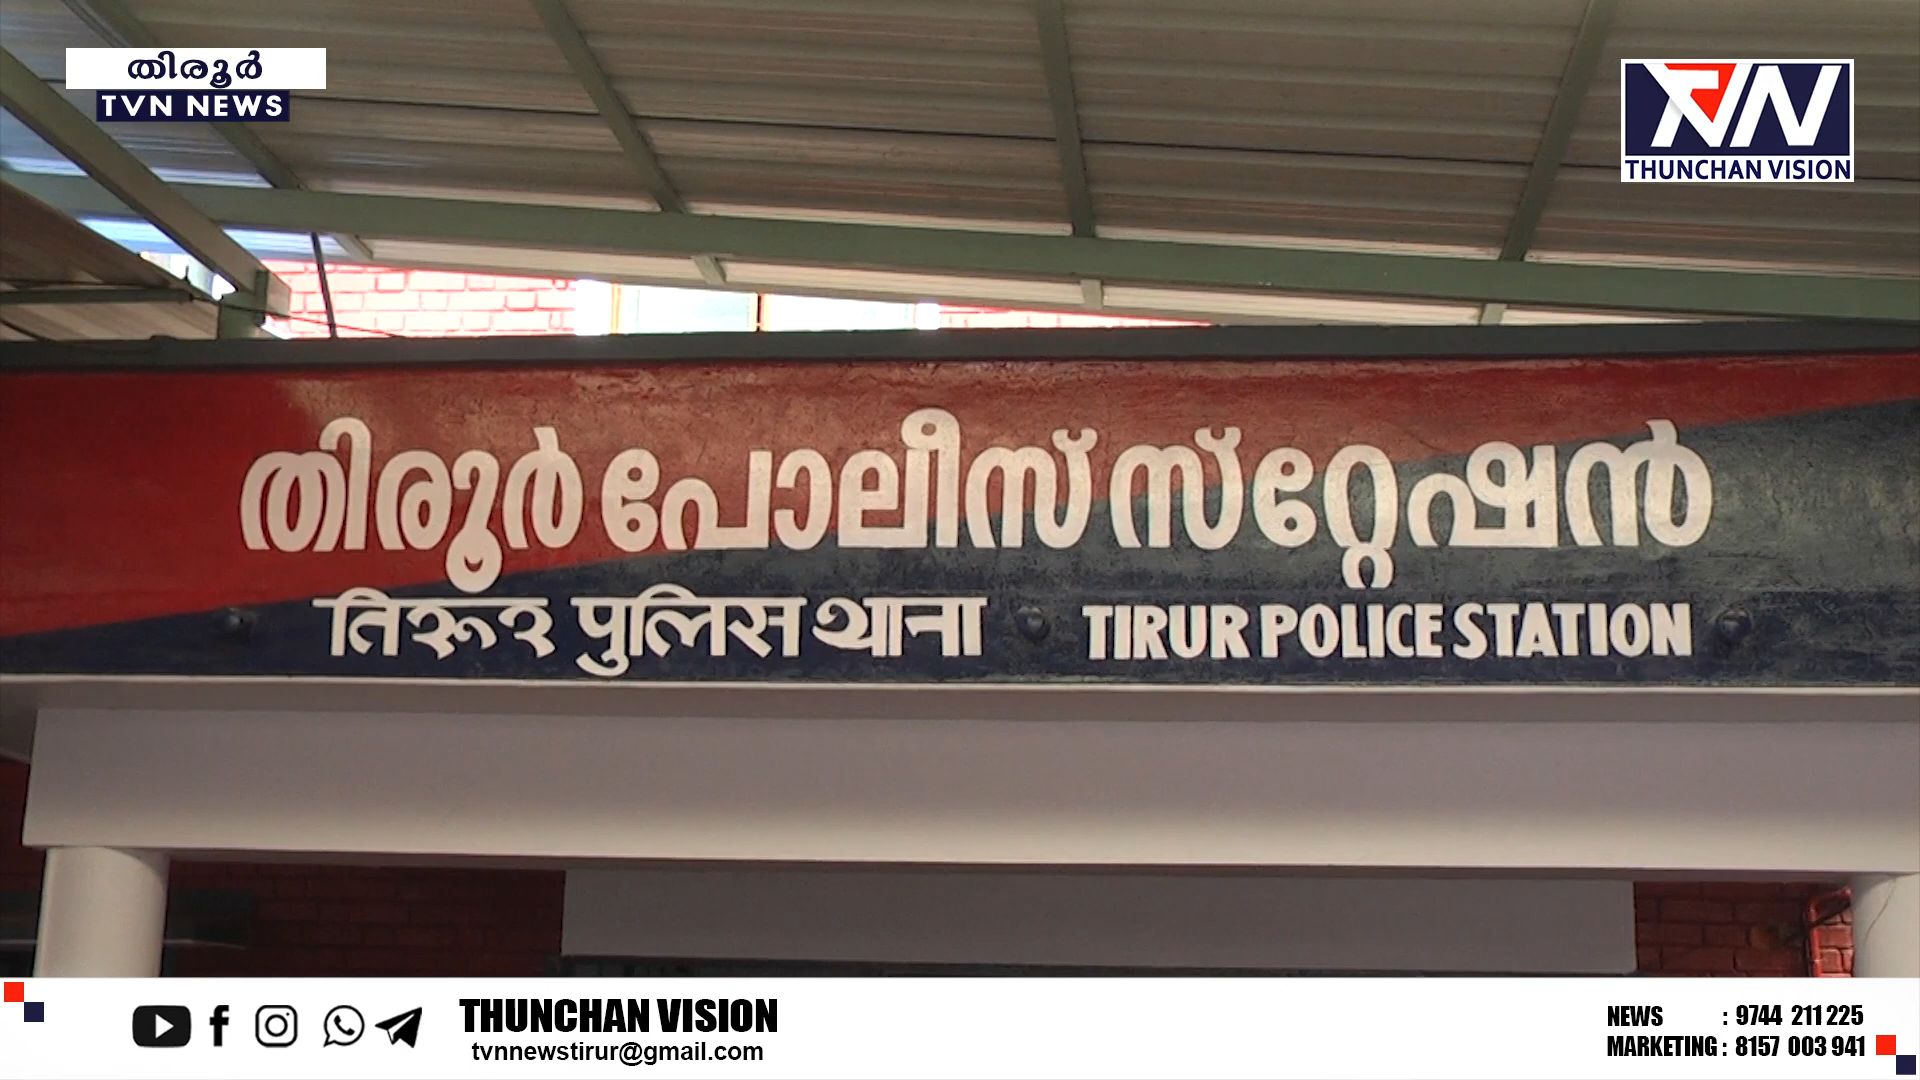 തിരൂർ
TVN NEWS
TVN
THUNCHAN VISION
തിരൂർ പോലീസ് സ്റ്റേഷൻ
तिरूर पुलिस थाना TIRUR POLICE STATION
THUNCHAN VISION
tvnnewstirur@gmail.com
NEWS : 9744 211 225
MARKETING : 8157 003 941